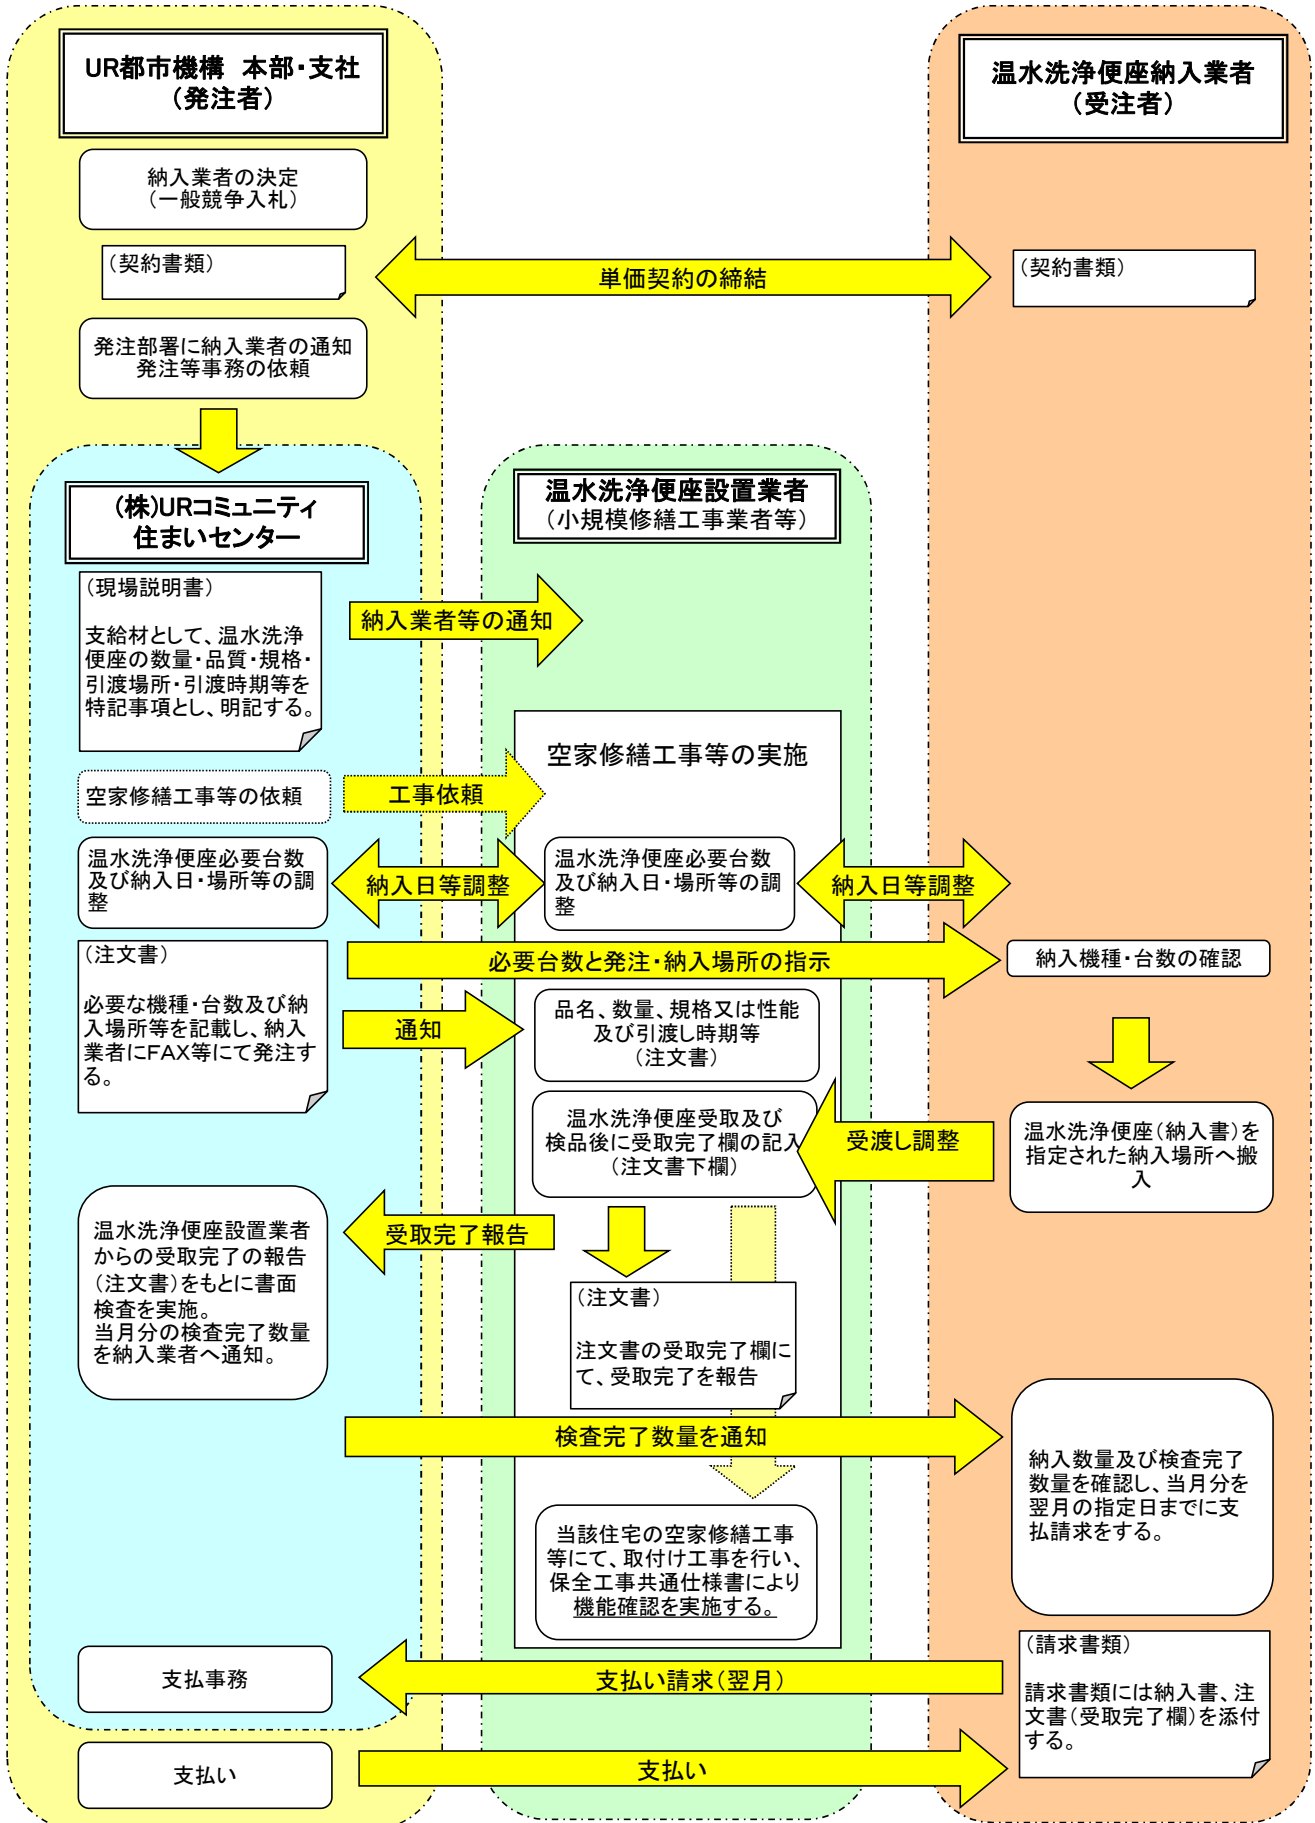 UR都市機構 本部・支社
（発注者）
温水洗浄便座納入業者
（受注者）
納入業者の決定
（一般競争入札）
（契約書類）
単価契約の締結
（契約書類）
発注部署に納入業者の通知
発注等事務の依頼
(株)URコミュニティ
住まいセンター
温水洗浄便座設置業者
（小規模修繕工事業者等）
（現場説明書）
支給材として、温水洗浄
便座の数量・品質・規格・
引渡場所・引渡時期等を
特記事項とし、明記する。
納入業者等の通知
空家修繕工事等の実施
空家修繕工事等の依頼
工事依頼
温水洗浄便座必要台数
及び納入日・場所等の調
整
納入日等調整
温水洗浄便座必要台数
及び納入日・場所等の調
整
納入日等調整
（注文書）
必要な機種・台数及び納
入場所等を記載し、納入
業者にFAX等にて発注す
る。
必要台数と発注・納入場所の指示
納入機種・台数の確認
通知
品名、数量、規格又は性能
及び引渡し時期等
（注文書）
温水洗浄便座受取及び
検品後に受取完了欄の記入
（注文書下欄）
受渡し調整
温水洗浄便座（納入書）を
指定された納入場所へ搬
入
温水洗浄便座設置業者
からの受取完了の報告
（注文書）をもとに書面
検査を実施。
当月分の検査完了数量
を納入業者へ通知。
受取完了報告
（注文書）
注文書の受取完了欄に
て、受取完了を報告
検査完了数量を通知
納入数量及び検査完了
数量を確認し、当月分を
翌月の指定日までに支
払請求をする。
当該住宅の空家修繕工事
等にて、取付け工事を行い、
保全工事共通仕様書により
機能確認を実施する。
支払事務
支払い請求（翌月）
（請求書類）
請求書類には納入書、注
文書（受取完了欄）を添付
する。
支払い
支払い